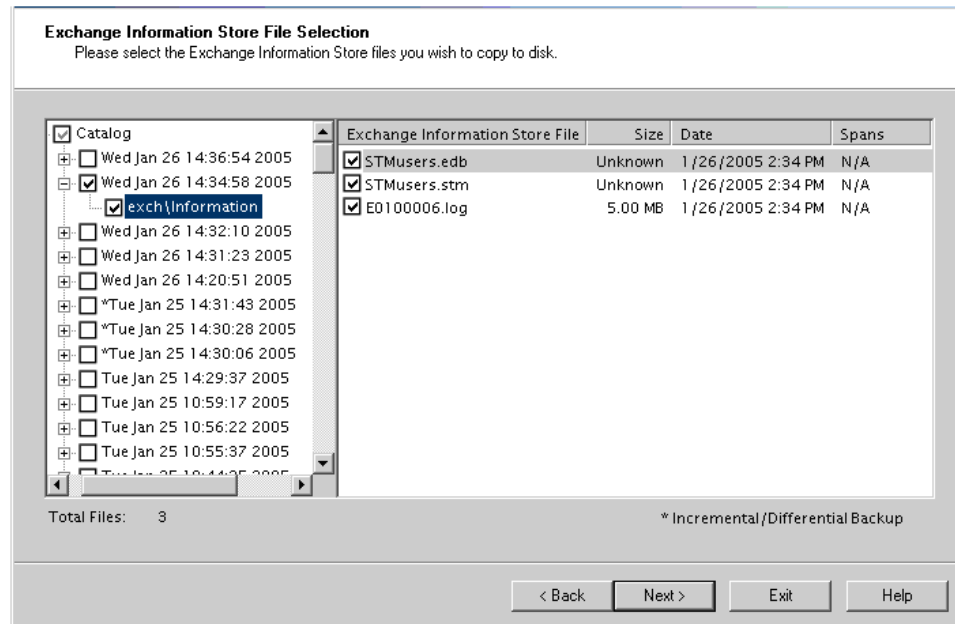 Exchange Information Store File Selection
Please select the Exchange Information Store files you wish to copy to disk.
Catalog
Wed Jan 26 14:36:54 2005
Wed Jan 26 14:34:58 2005
exch\Information
Wed Jan 26 14:32:10 2005
Wed Jan 26 14:31:23 2005
Wed Jan 26 14:20:51 2005
*Tue Jan 25 14:31:43 2005
*Tue Jan 25 14:30:28 2005
*Tue Jan 25 14:30:06 2005
Tue Jan 25 14:29:37 2005
Tue Jan 25 10:59:17 2005
Tue Jan 25 10:56:22 2005
Tue Jan 25 10:55:37 2005
Exchange Information Store File Size Date Spans
STMusers.edb Unknown 1/26/2005 2:34 PM N/A
STMusers.stm Unknown 1/26/2005 2:34 PM N/A
E0100006.log 5.00 MB 1/26/2005 2:34 PM N/A
Total Files: 3
* Incremental/Differential Backup
< Back Next > Exit Help